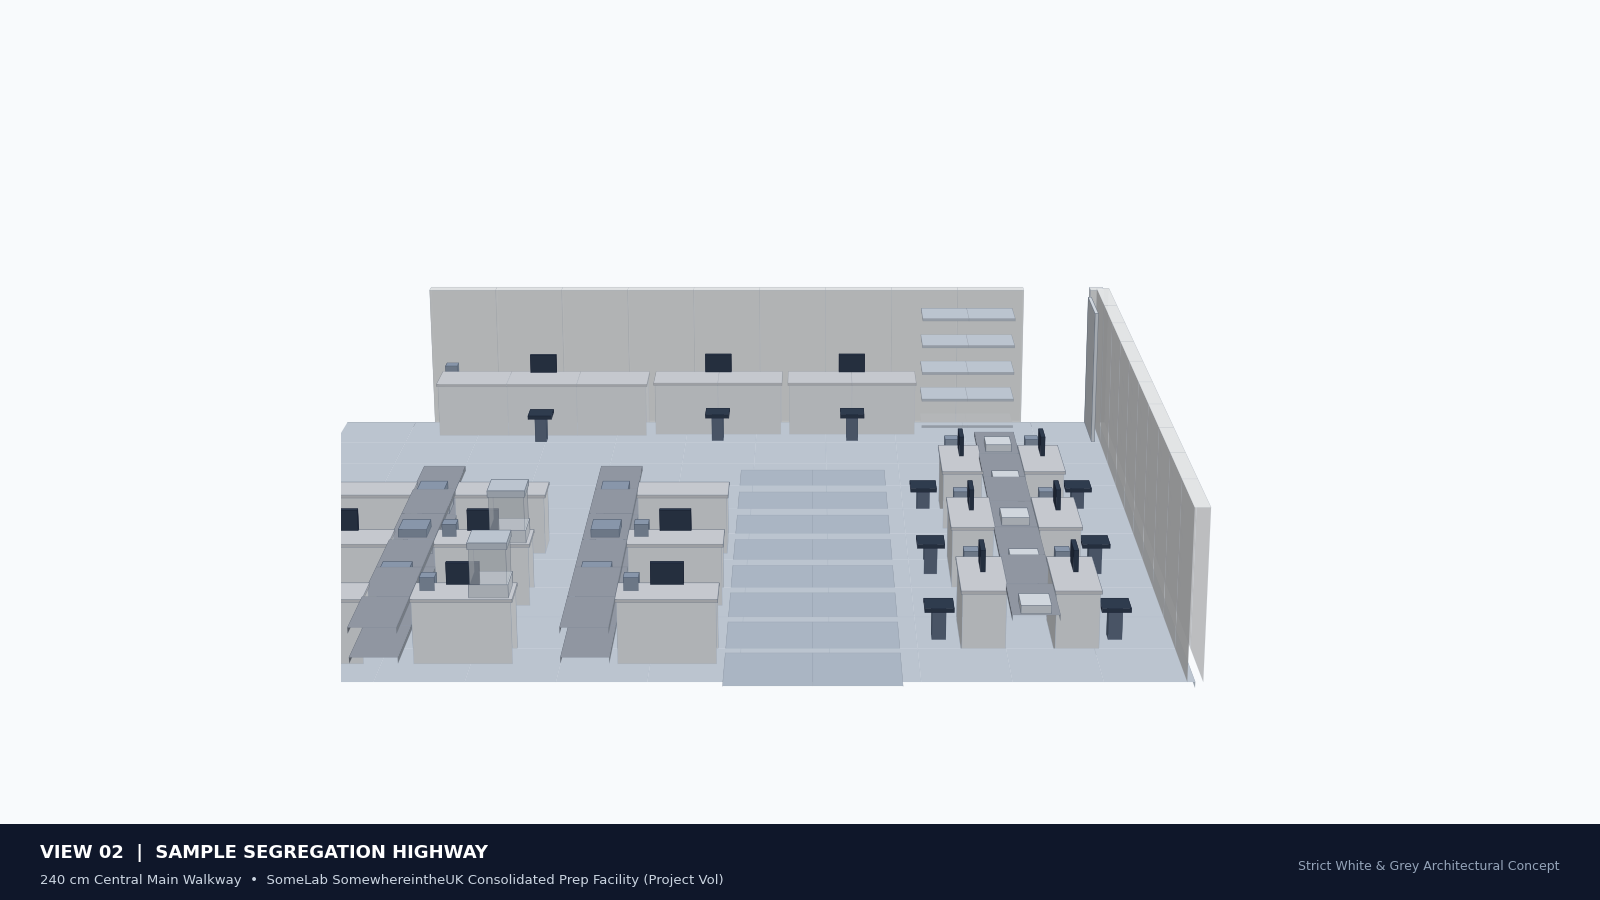 VIEW 02 | SAMPLE SEGREGATION HIGHWAY
240 cm Central Main Walkway • SomeLab SomewhereintheUK Consolidated Prep Facility (Project Vol)
Strict White & Grey Architectural Concept